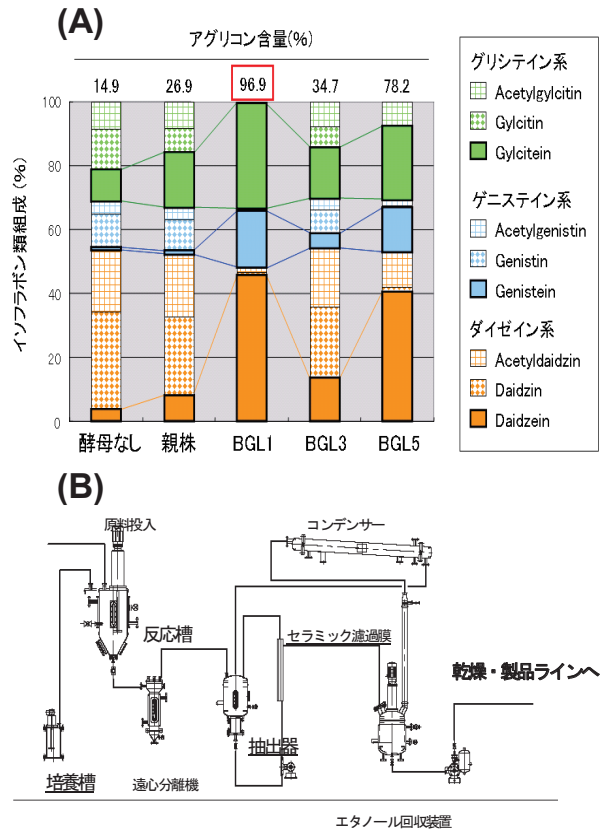 (A)
アグリコン含量(%)
14.9 26.9 96.9 34.7 78.2
イソフラボン類組成 (%)
100
80
60
40
20
0
酵母なし 親株 BGL1 BGL3 BGL5
グリシテイン系
Acetylgylcitin
Gylcitin
Glycitein
ゲニステイン系
Acetylgenistin
Genistin
Genistein
ダイゼイン系
Acetyldaidzin
Daidzin
Daidzein
(B)
原料投入
コンデンサー
反応槽
セラミック濾過膜
乾燥・製品ラインへ
抽出器
培養槽
遠心分離機
エタノール回収装置